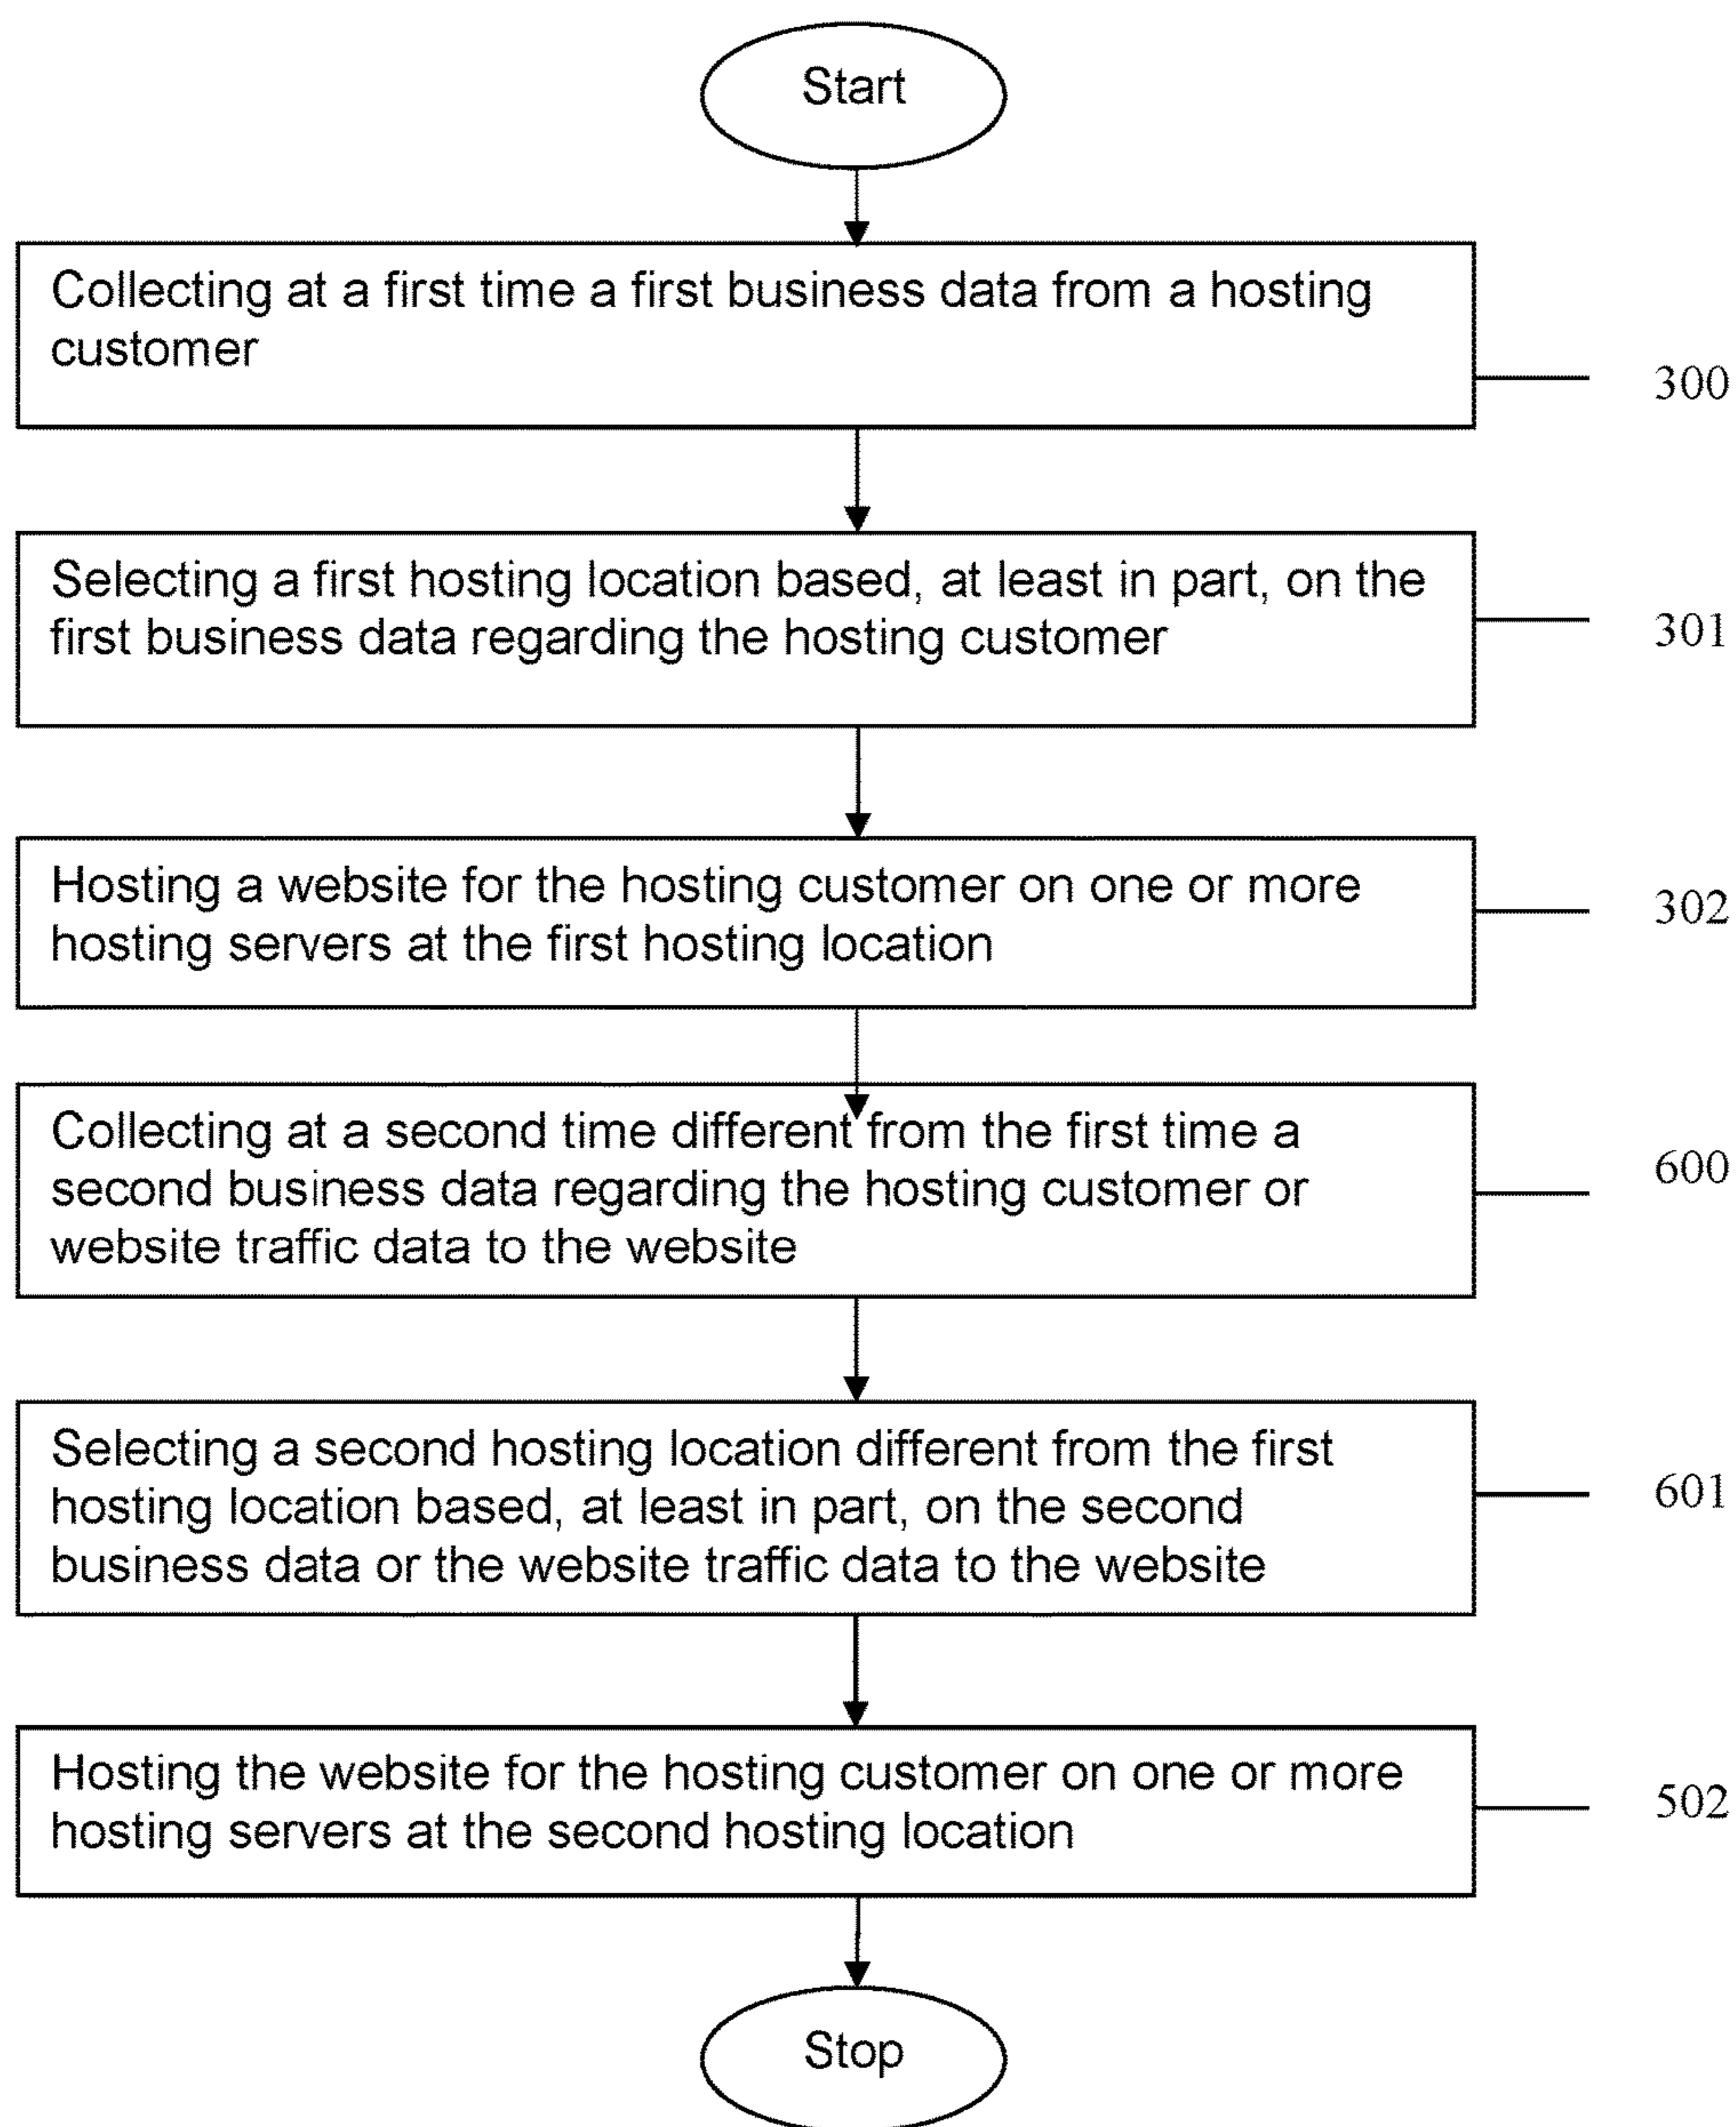 Start
Collecting at a first time a first business data from a hosting
customer
300
Selecting a first hosting location based, at least in part, on the
first business data regarding the hosting customer
301
Hosting a website for the hosting customer on one or more
hosting servers at the first hosting location
302
Collecting at a second time different from the first time a
second business data regarding the hosting customer or
website traffic data to the website
600
Selecting a second hosting location different from the first
hosting location based, at least in part, on the second
business data or the website traffic data to the website
601
Hosting the website for the hosting customer on one or more
hosting servers at the second hosting location
502
Stop